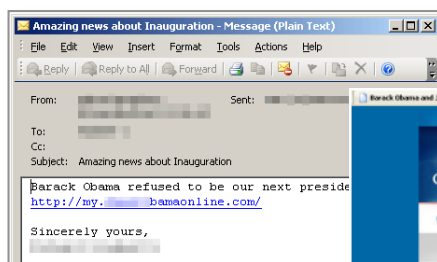 Amazing news about Inauguration - Message (Plain Text)
File Edit View Insert Format Tools Actions Help
Reply Reply to All Forward
From: Sent:
To:
Cc:
Subject: Amazing news about Inauguration
Barack Obama and
Barack Obama refused to be our next preside
http://my. bamaonline.com/
Sincerely yours,